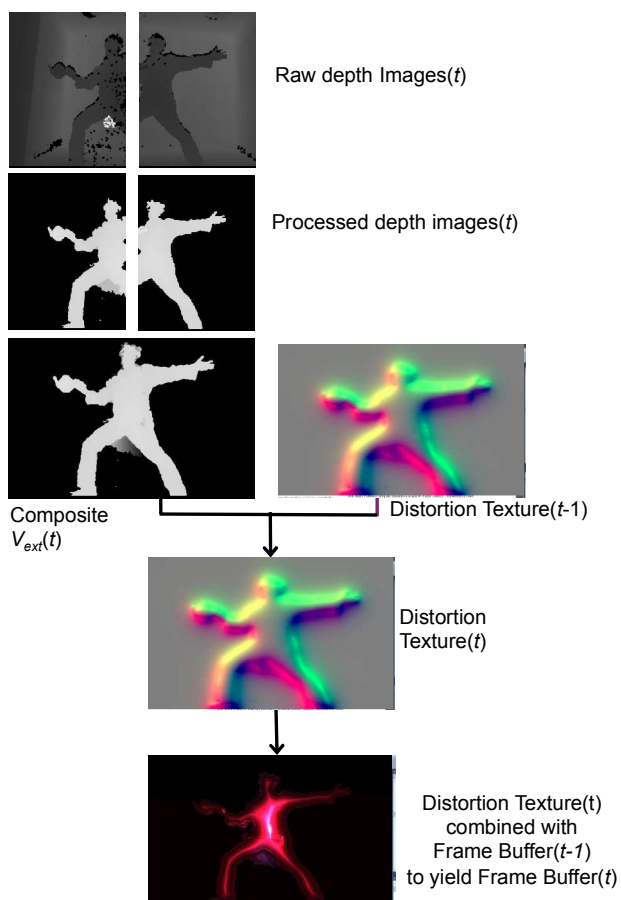 Raw depth Images(t)
Processed depth images(t)
Composite
V_ext(t)
Distortion Texture(t-1)
Distortion
Texture(t)
Distortion Texture(t)
combined with
Frame Buffer(t-1)
to yield Frame Buffer(t)